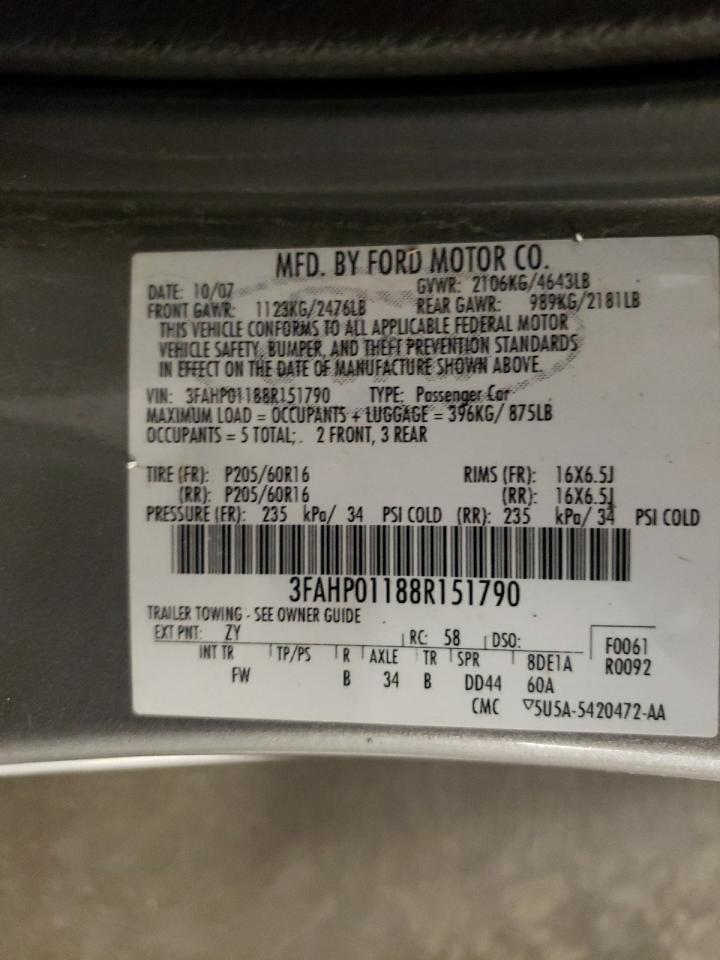 MFD. BY FORD MOTOR CO.
DATE: 10/07 GVWR: 2106KG/4643LB
FRONT GAWR: 1123KG/2476LB REAR GAWR: 989KG/2181LB
THIS VEHICLE CONFORMS TO ALL APPLICABLE FEDERAL MOTOR
VEHICLE SAFETY, BUMPER, AND THEFT PREVENTION STANDARDS
IN EFFECT ON THE DATE OF MANUFACTURE SHOWN ABOVE.
VIN: 3FAHP01188R151790 TYPE: Passenger Car
MAXIMUM LOAD = OCCUPANTS + LUGGAGE = 396KG/ 875LB
OCCUPANTS = 5 TOTAL; 2 FRONT, 3 REAR
TIRE (FR): P205/60R16 RIMS (FR): 16X6.5J
(RR): P205/60R16 (RR): 16X6.5J
PRESSURE (FR): 235 kPa/ 34 PSI COLD (RR): 235 kPa/ 34 PSI COLD
3FAHP01188R151790
TRAILER TOWING - SEE OWNER GUIDE
EXT PNT: ZY RC: 58 DSO: F0061
INT TR TP/PS R AXLE TR SPR 8DE1A R0092
FW B 34 B DD44 60A
CMC ▽5U5A-5420472-AA